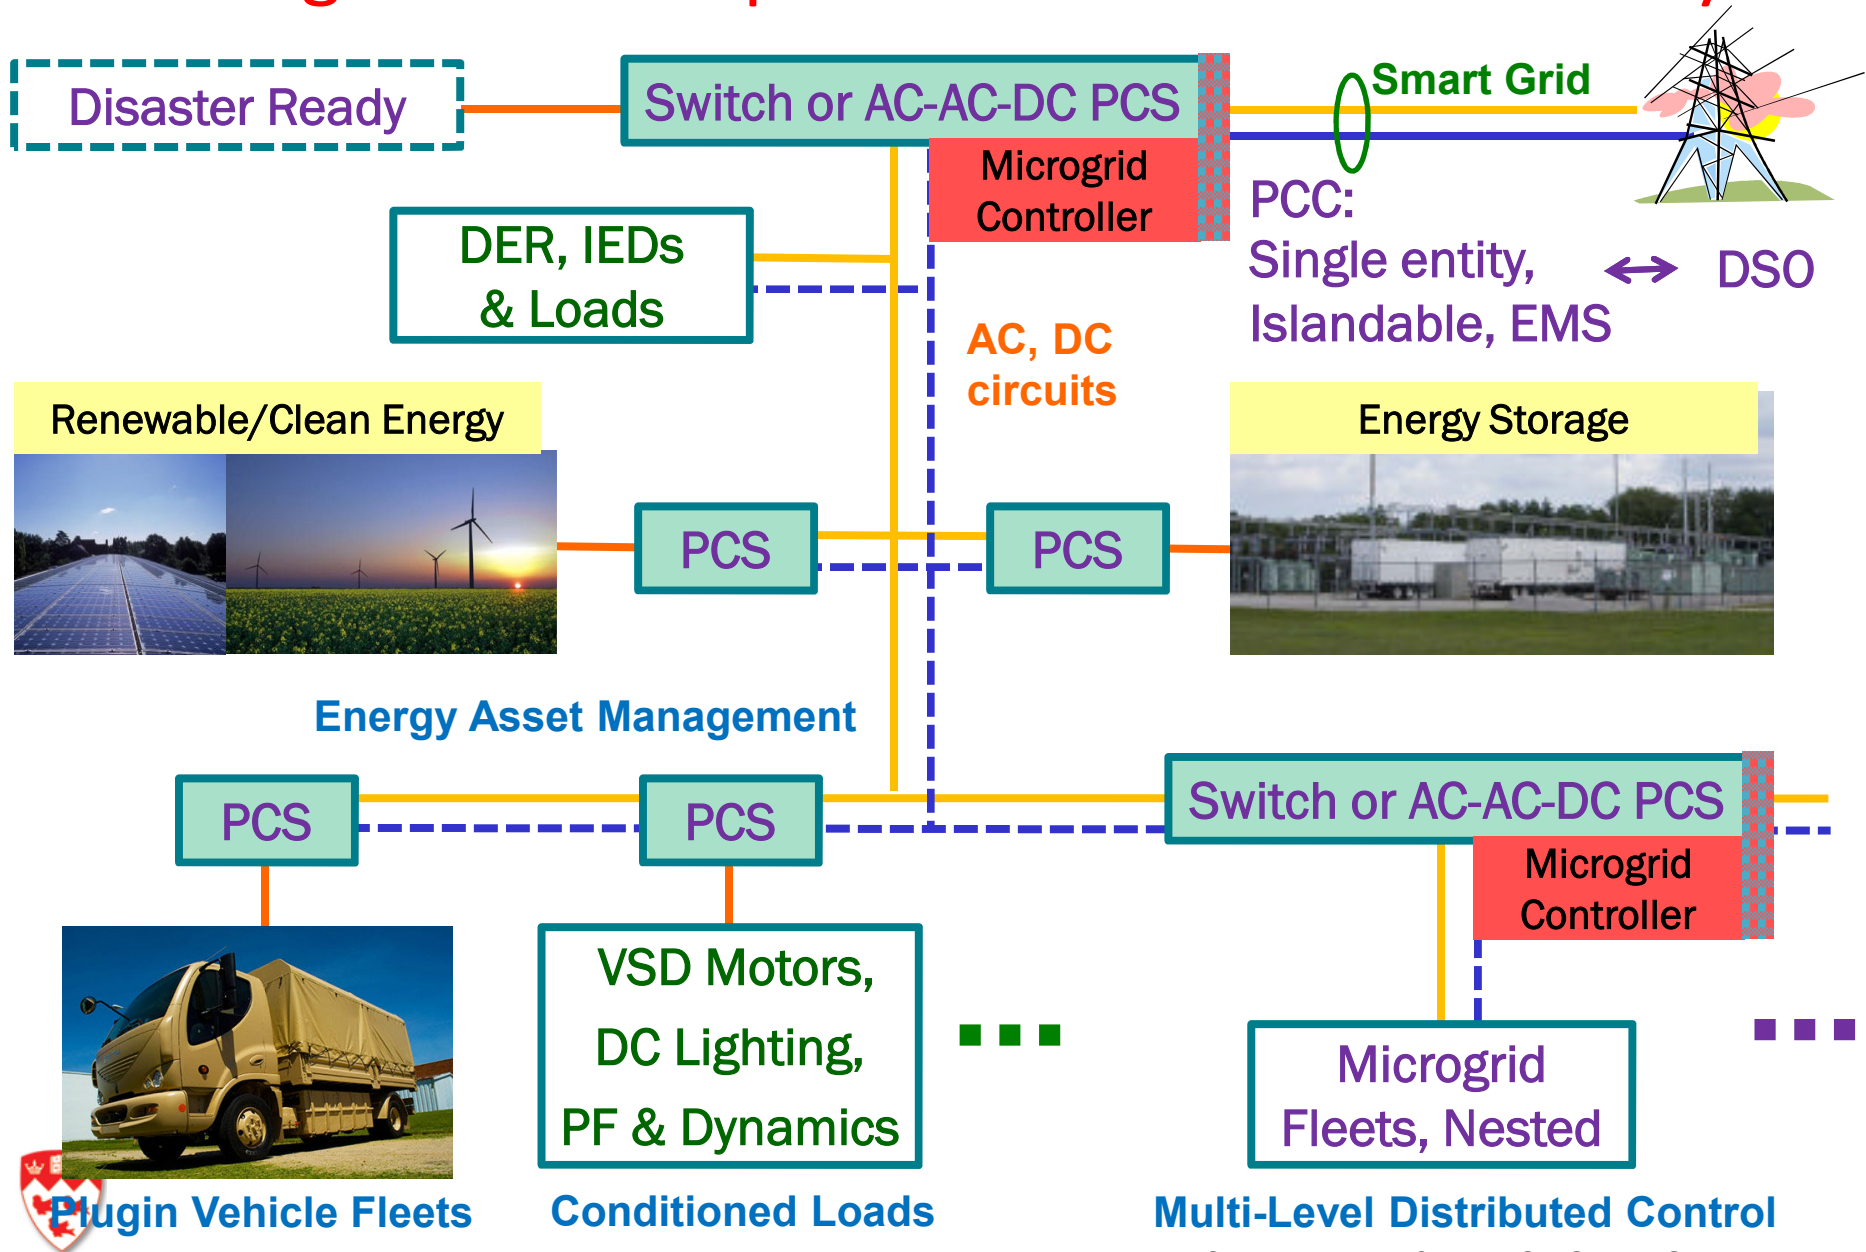 Disaster Ready
Switch or AC-AC-DC PCS
Smart Grid
Microgrid
Controller
PCC:
Single entity,
Islandable, EMS
DSO
DER, IEDs
& Loads
AC, DC
circuits
Renewable/Clean Energy
Energy Storage
PCS
PCS
Energy Asset Management
PCS
PCS
Switch or AC-AC-DC PCS
Microgrid
Controller
VSD Motors,
DC Lighting,
PF & Dynamics
Microgrid
Fleets, Nested
Plugin Vehicle Fleets
Conditioned Loads
Multi-Level Distributed Control